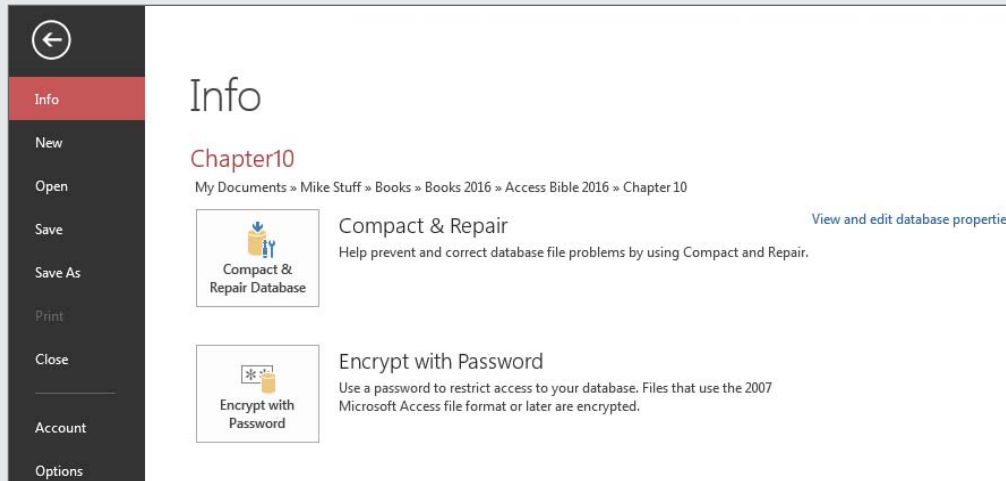 Info
New
Open
Save
Save As
Print
Close
Account
Options
Info
Chapter10
My Documents » Mike Stuff » Books » Books 2016 » Access Bible 2016 » Chapter 10
Compact &
Repair Database
Compact & Repair
Help prevent and correct database file problems by using Compact and Repair.
View and edit database propertie
Encrypt with
Password
Encrypt with Password
Use a password to restrict access to your database. Files that use the 2007
Microsoft Access file format or later are encrypted.